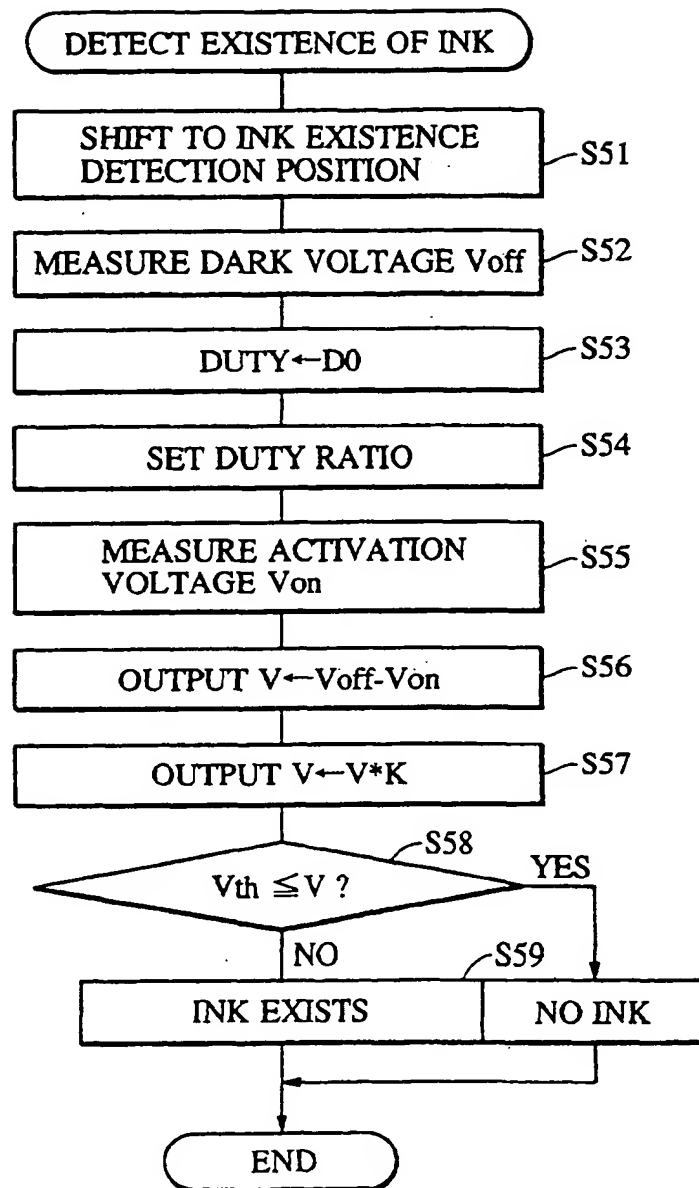 DETECT EXISTENCE OF INK
SHIFT TO INK EXISTENCE
DETECTION POSITION
S51
MEASURE DARK VOLTAGE Voff
S52
DUTY←D0
S53
SET DUTY RATIO
S54
MEASURE ACTIVATION
VOLTAGE Von
S55
OUTPUT V←Voff-Von
S56
OUTPUT V←V*K
S57
S58
Vth ≦ V ?
YES
NO
S59
INK EXISTS
NO INK
END